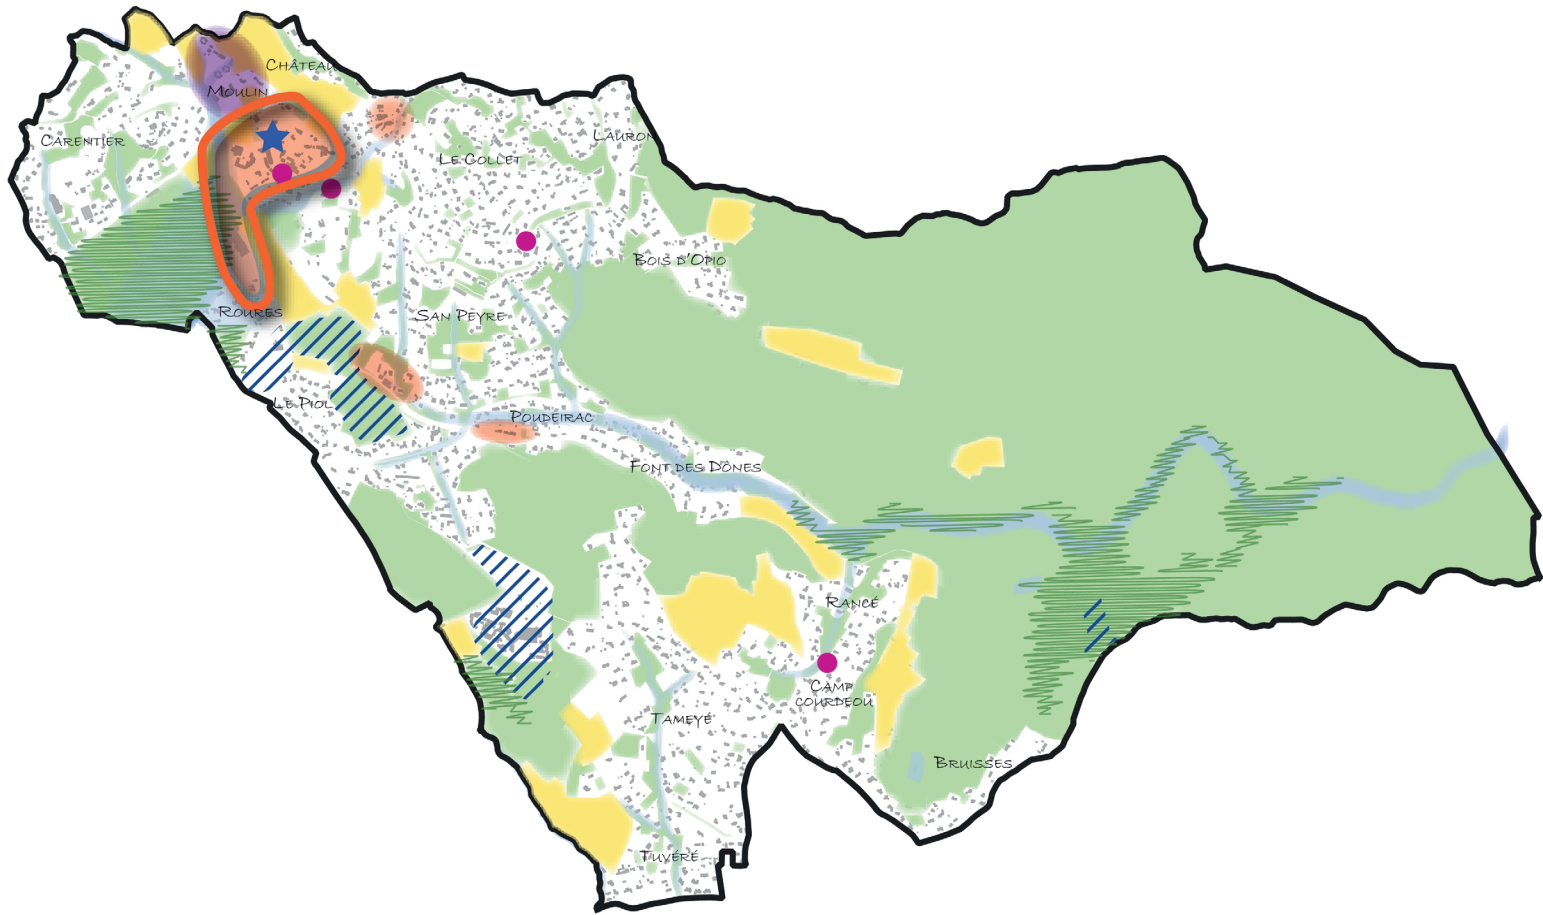 CHÂTEAU
MOULIN
CARENTIER
LAURON
LE COLLET
BOIS D'OPIO
ROURES
SAN PEYRE
LE PIOL
POUDEIRAC
FONT DES DÔNES
RANCÉ
CAMP
COURDEOU
TAMEYÉ
BRUISSES
TUVÉRÉ